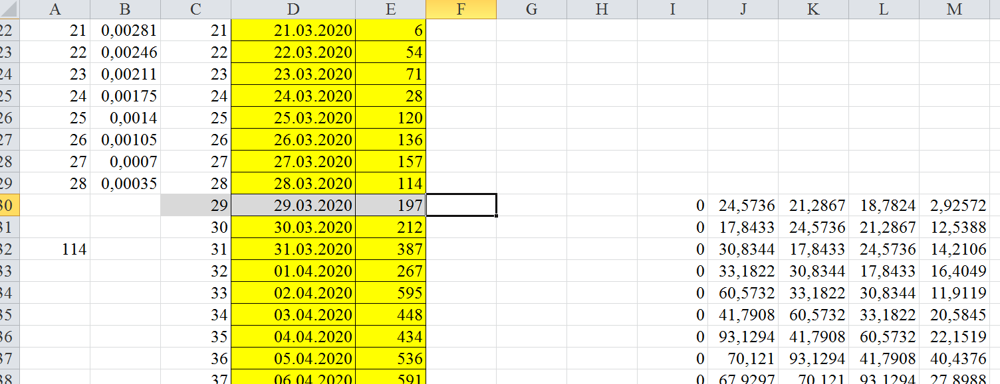 A B C D E F G H I J K L M
22 21 0,00281 21 21.03.2020 6
23 22 0,00246 22 22.03.2020 54
24 23 0,00211 23 23.03.2020 71
25 24 0,00175 24 24.03.2020 28
26 25 0,0014 25 25.03.2020 120
27 26 0,00105 26 26.03.2020 136
28 27 0,0007 27 27.03.2020 157
29 28 0,00035 28 28.03.2020 114
30 29 29.03.2020 197 0 24,5736 21,2867 18,7824 2,92572
31 30 30.03.2020 212 0 17,8433 24,5736 21,2867 12,5388
32 114 31 31.03.2020 387 0 30,8344 17,8433 24,5736 14,2106
33 32 01.04.2020 267 0 33,1822 30,8344 17,8433 16,4049
34 33 02.04.2020 595 0 60,5732 33,1822 30,8344 11,9119
35 34 03.04.2020 448 0 41,7908 60,5732 33,1822 20,5845
36 35 04.04.2020 434 0 93,1294 41,7908 60,5732 22,1519
37 36 05.04.2020 536 0 70,121 93,1294 41,7908 40,4376
38 37 06.04.2020 591 0 67,9297 70,121 93,1294 27,8988